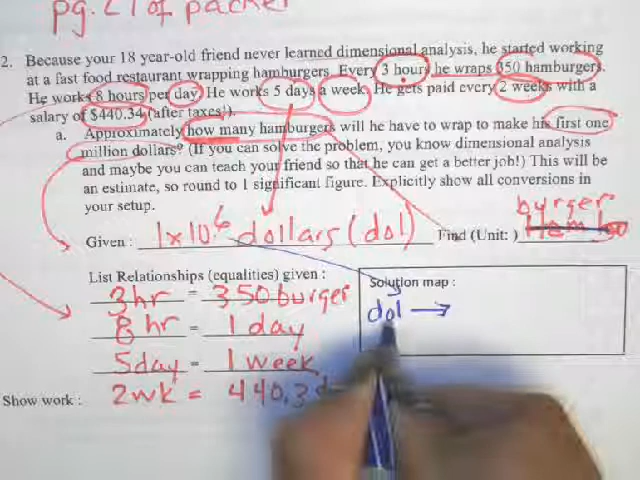 pg. 27 of packet
2. Because your 18 year-old friend never learned dimensional analysis, he started working
at a fast food restaurant wrapping hamburgers. Every 3 hours he wraps 350 hamburgers.
He works 8 hours per day. He works 5 days a week. He gets paid every 2 weeks with a
salary of $440.34 (after taxes!).
a. Approximately how many hamburgers will he have to wrap to make his first one
million dollars? (If you can solve the problem, you know dimensional analysis
and maybe you can teach your friend so that he can get a better job!) This will be
an estimate, so round to 1 significant figure. Explicitly show all conversions in
your setup.
burger
Given : 1x10^6 dollars (dol) Find (Unit: )
List Relationships (equalities) given :
Solution map :
3hr = 350 burger
dol →
8 hr = 1 day
5day = 1 week
Show work : 2wk = 440.3